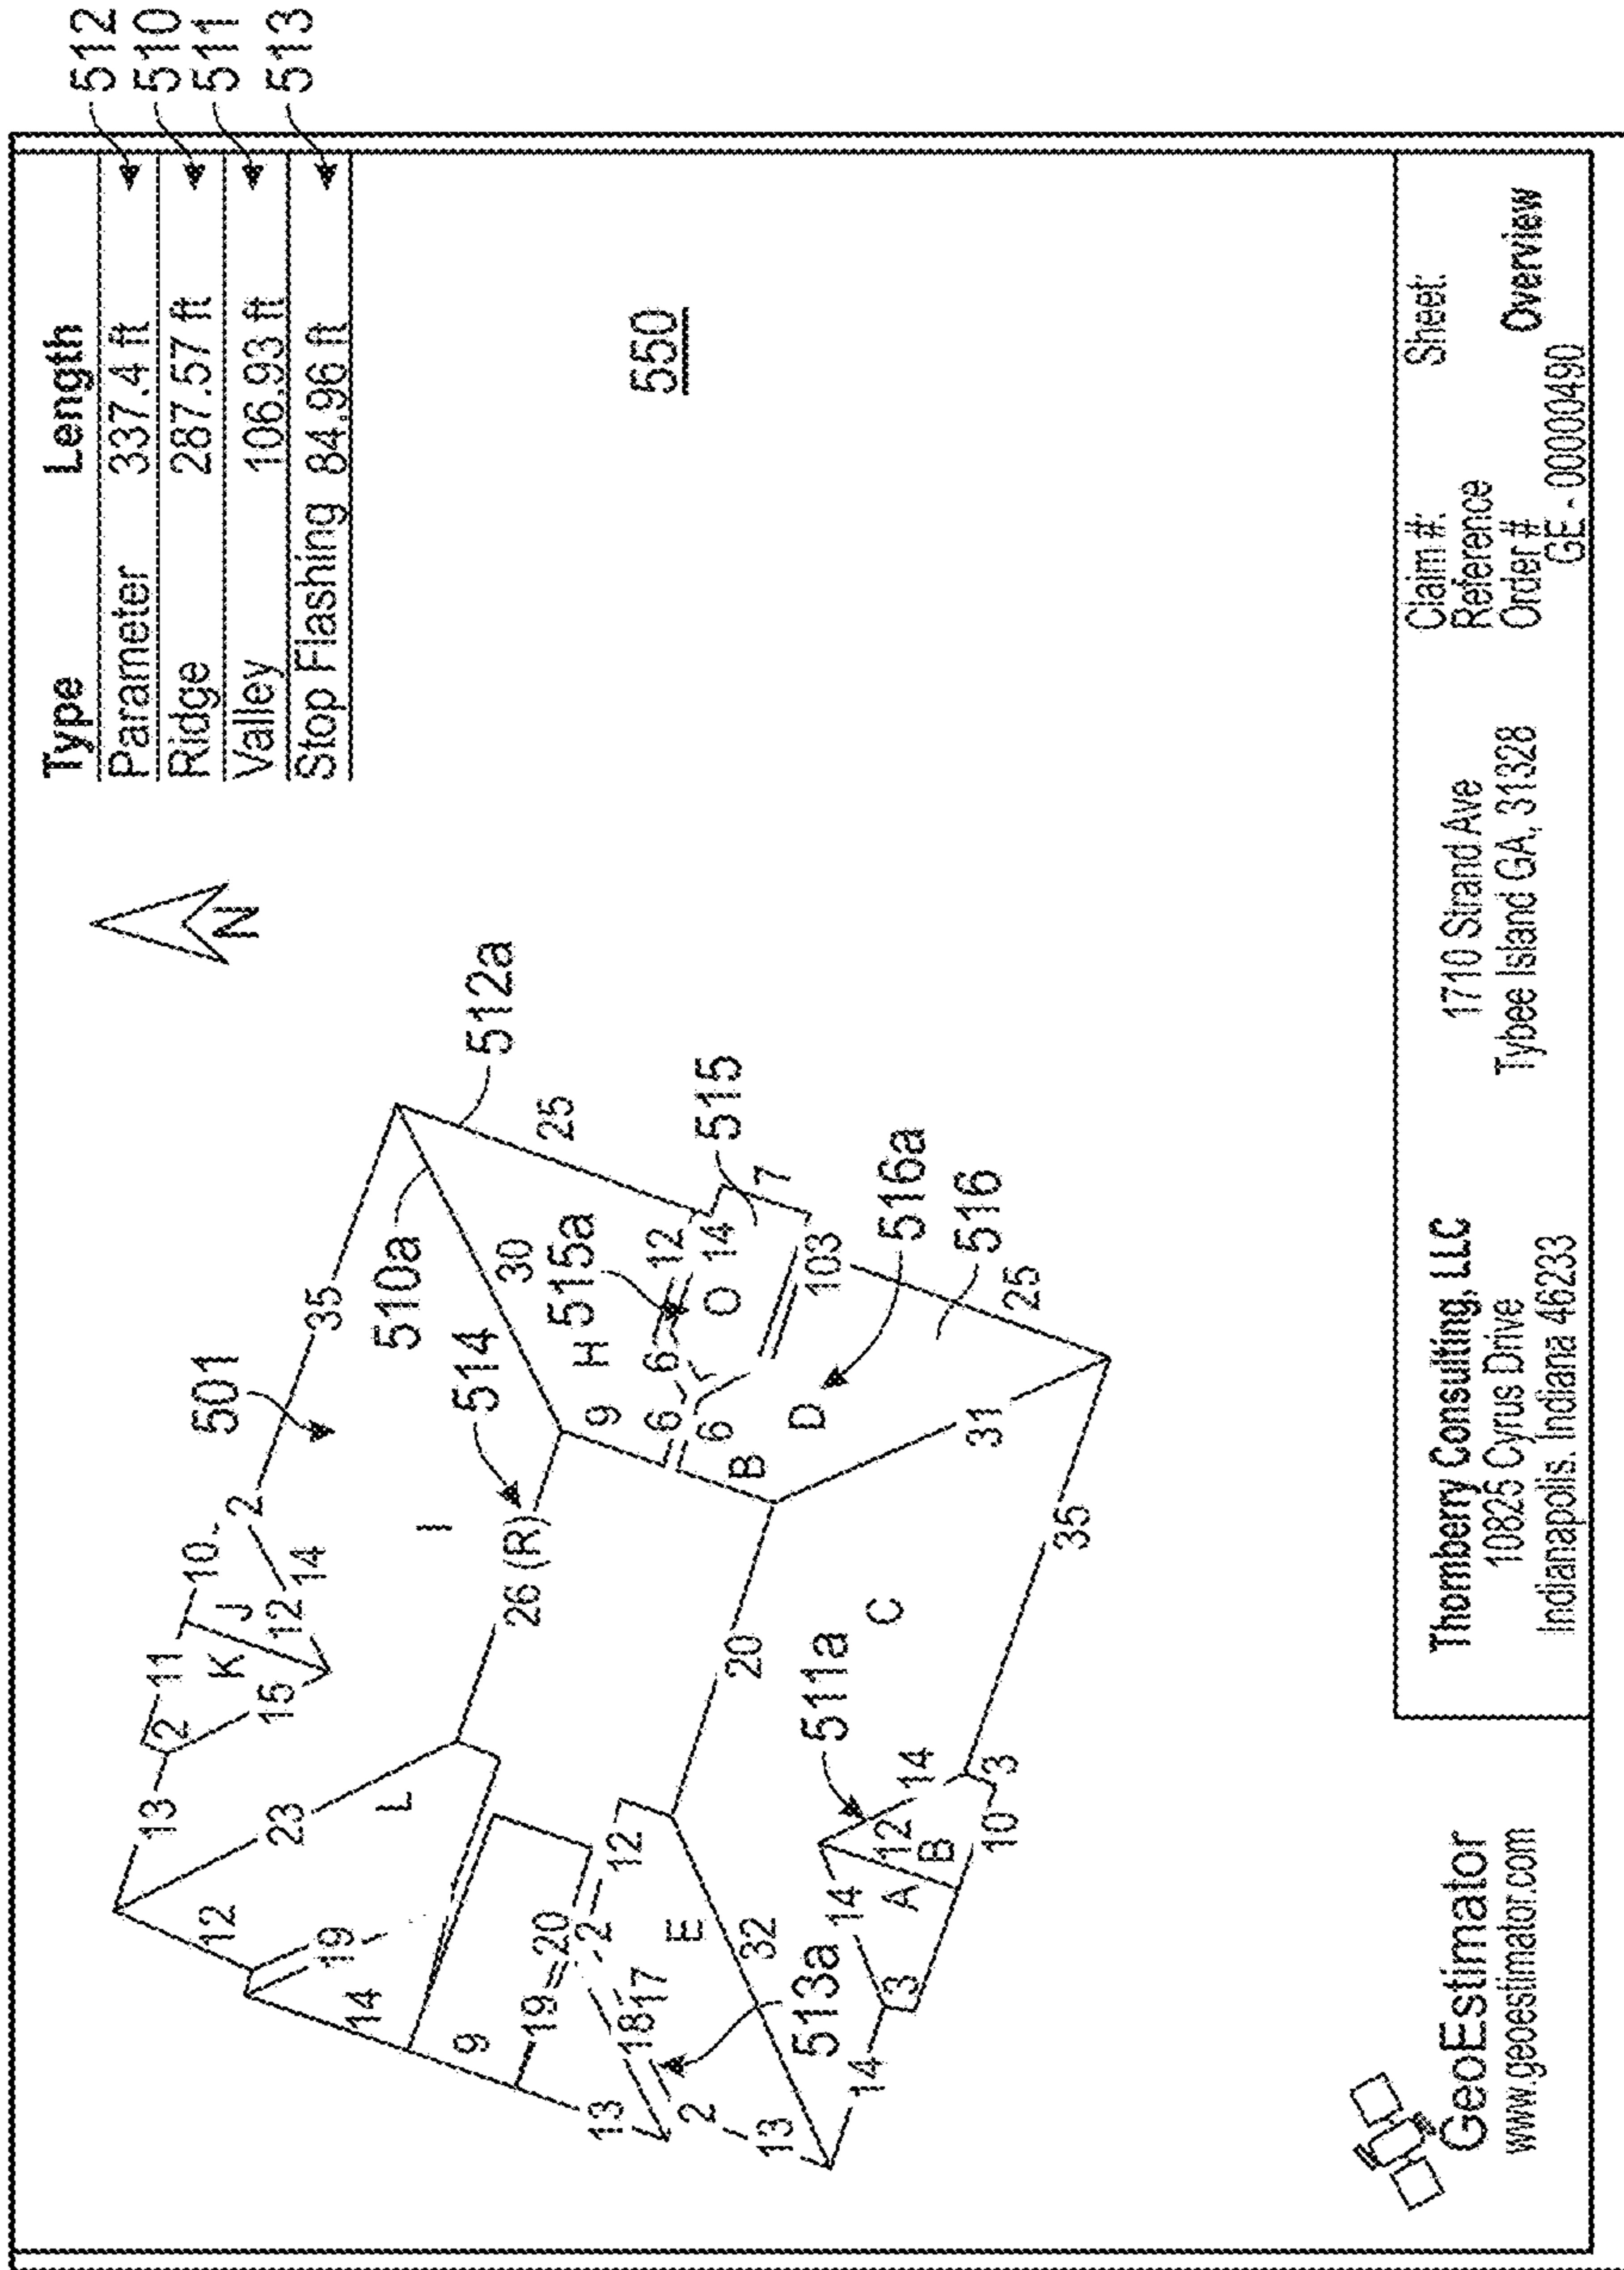 Type Length
Parameter 337.4 ft
Ridge 287.57 ft
Valley 106.93 ft
Stop Flashing 84.96 ft
512
510
511
513
N
550
501
35
2
10
11
J
K
2
13
12
14
15
I
510a
512a
514
26 (R)
30
25
H
515a
515
9
12
14
O
6
6
6
7
103
B
D
516a
516
25
31
23
L
12
19
14
9
19
20
2
12
18
17
E
13
2
13
513a
32
20
C
511a
14
12
14
A
B
3
10
3
14
35
GeoEstimator
www.geoestimator.com
Thornberry Consulting, LLC
10825 Cyrus Drive
Indianapolis. Indiana 46233
1710 Strand Ave
Tybee Island GA, 31328
Claim #:
Reference
Order #
GE - 00000490
Sheet:
Overview